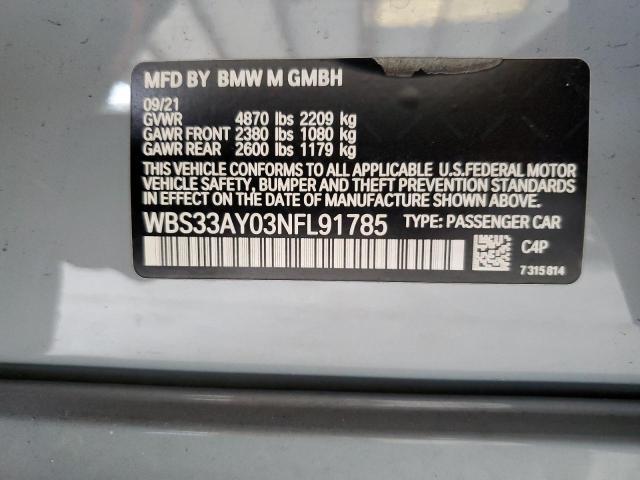 MFD BY BMW M GMBH
09/21
GVWR 4870 lbs 2209 kg
GAWR FRONT 2380 lbs 1080 kg
GAWR REAR 2600 lbs 1179 kg
THIS VEHICLE CONFORMS TO ALL APPLICABLE U.S.FEDERAL MOTOR
VEHICLE SAFETY, BUMPER AND THEFT PREVENTION STANDARDS
IN EFFECT ON THE DATE OF MANUFACTURE SHOWN ABOVE.
WBS33AY03NFL91785 TYPE: PASSENGER CAR
C4P
7315814